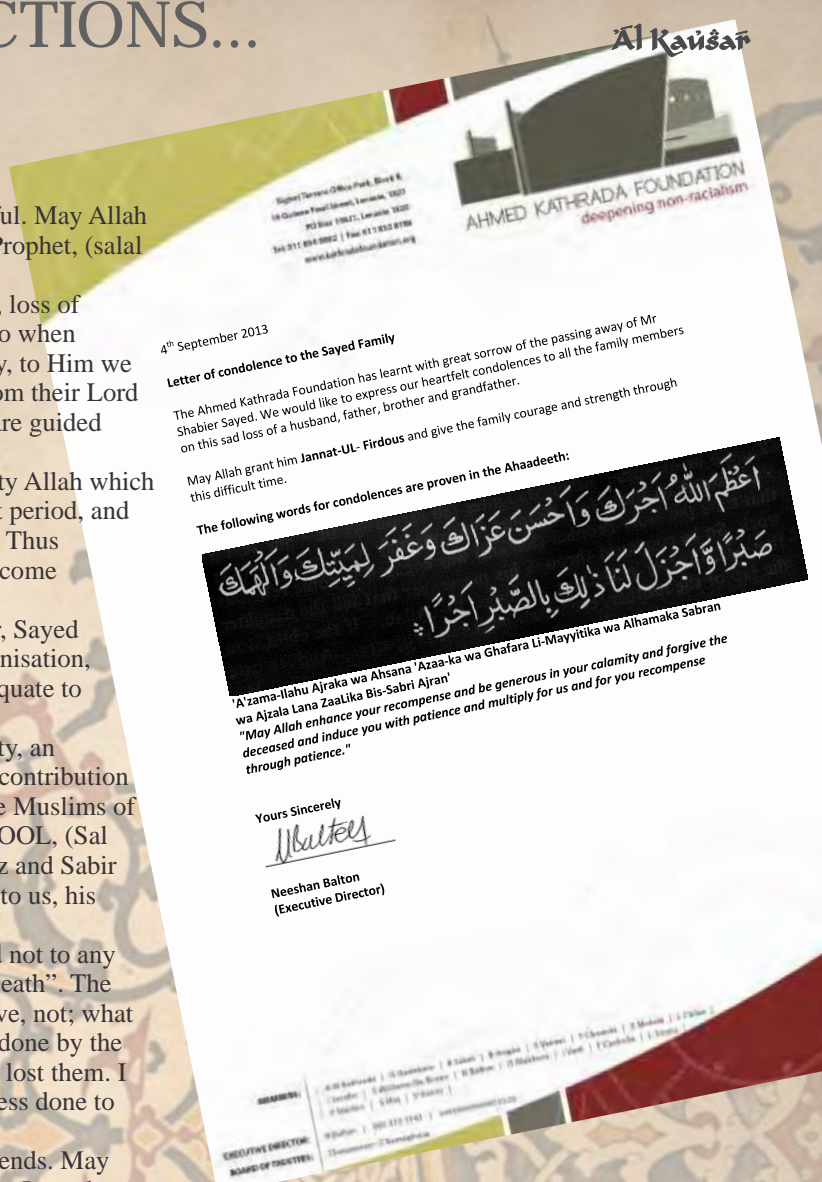 CTIONS...
Al Kausar
ful. May Allah
Prophet, (salal
, loss of
o when
y, to Him we
om their Lord
are guided
ty Allah which
t period, and
Thus
come
r, Sayed
nisation,
quate to
ty, an
contribution
e Muslims of
OOL, (Sal
z and Sabir
to us, his
d not to any
eath”. The
ve, not; what
done by the
lost them. I
ess done to
ends. May
AHMED KATHRADA FOUNDATION
deepening non-racialism
www.kathradafoundation.org
4th September 2013
Letter of condolence to the Sayed Family
The Ahmed Kathrada Foundation has learnt with great sorrow of the passing away of Mr
Shabier Sayed. We would like to express our heartfelt condolences to all the family members
on this sad loss of a husband, father, brother and grandfather.
May Allah grant him Jannat-UL- Firdous and give the family courage and strength through
this difficult time.
The following words for condolences are proven in the Ahaadeeth:
اَعْظَمَ اللّٰهُ اَجْرَكَ وَاَحْسَنَ عَزَاكَ وَغَفَرَ لِمَيِّتِكَ وَاَلْهَمَكَ
صَبْرًا وَّاَجْزَلَ لَنَا ذٰلِكَ بِالصَّبْرِ اَجْرًا
'A'zama-llahu Ajraka wa Ahsana 'Azaa-ka wa Ghafara Li-Mayyitika wa Alhamaka Sabran
wa Ajzala Lana ZaaLika Bis-Sabri Ajran'
"May Allah enhance your recompense and be generous in your calamity and forgive the
deceased and induce you with patience and multiply for us and for you recompense
through patience."
Yours Sincerely
Neeshan Balton
(Executive Director)
EXECUTIVE DIRECTOR:
BOARD OF TRUSTEES: